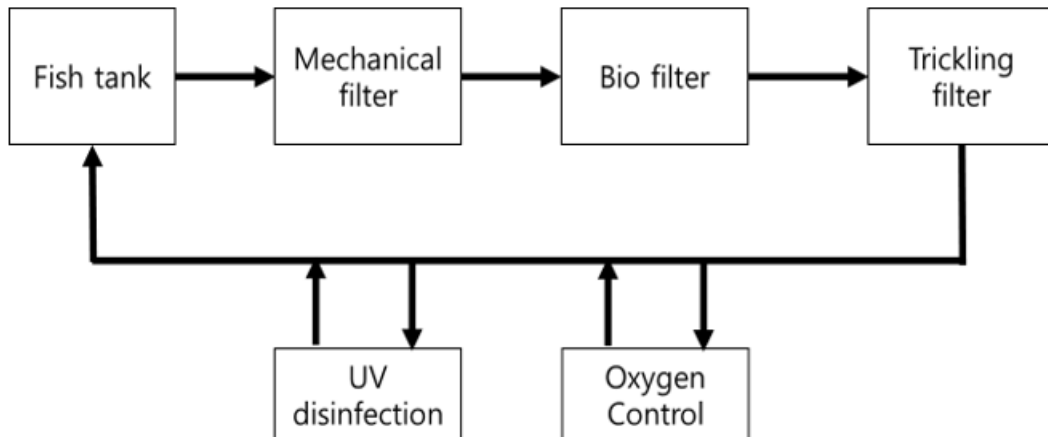 Fish tank
Mechanical
filter
Bio filter
Trickling
filter
UV
disinfection
Oxygen
Control